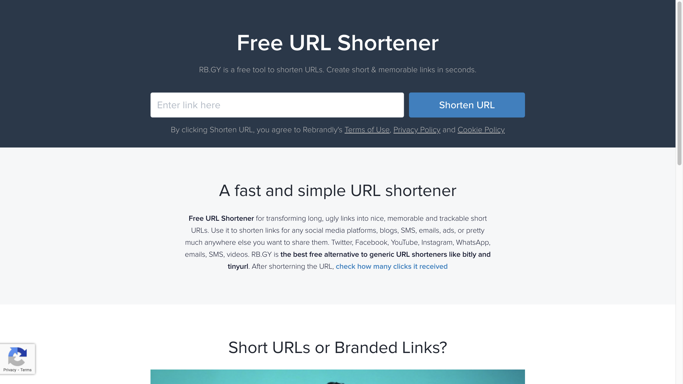 Free URL Shortener
RB.GY is a free tool to shorten URLs. Create short & memorable links in seconds.
Enter link here
Shorten URL
By clicking Shorten URL, you agree to Rebrandly's Terms of Use, Privacy Policy and Cookie Policy
A fast and simple URL shortener
Free URL Shortener for transforming long, ugly links into nice, memorable and trackable short
URLs. Use it to shorten links for any social media platforms, blogs, SMS, emails, ads, or pretty
much anywhere else you want to share them. Twitter, Facebook, YouTube, Instagram, WhatsApp,
emails, SMS, videos. RB.GY is the best free alternative to generic URL shorteners like bitly and
tinyurl. After shorterning the URL, check how many clicks it received
Privacy - Terms
Short URLs or Branded Links?